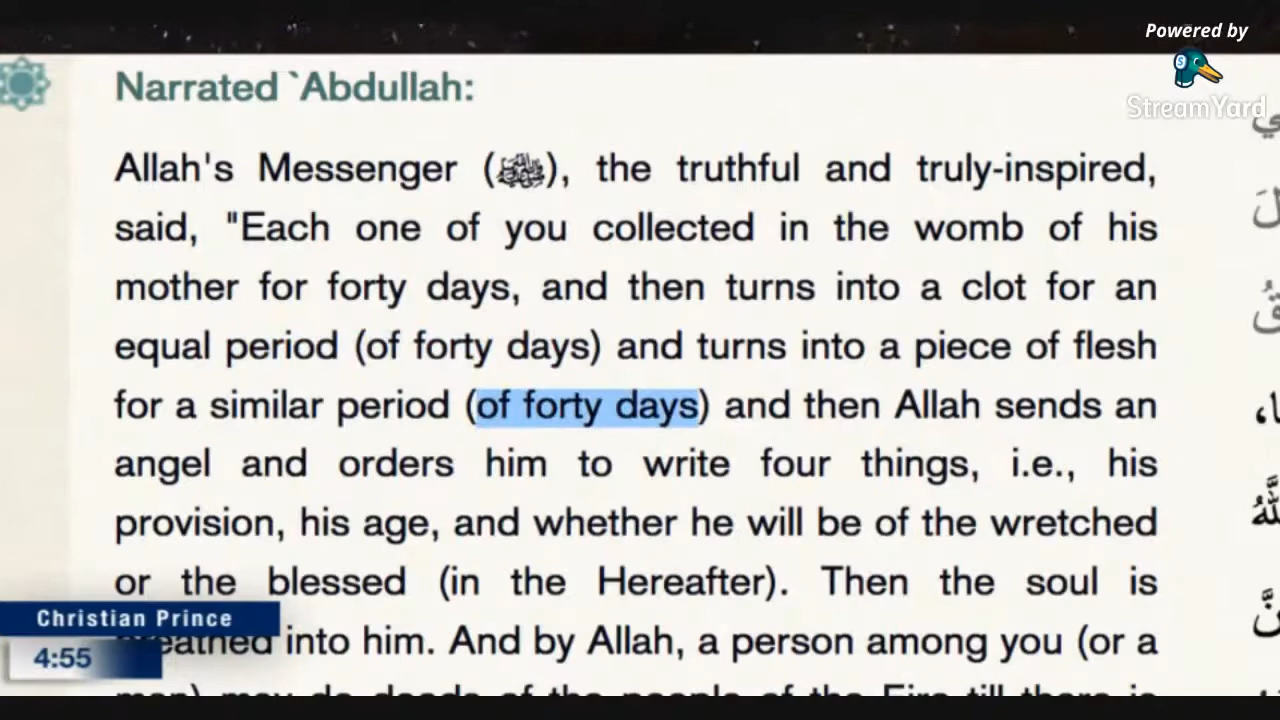 Powered by
StreamYard
Narrated `Abdullah:
Allah's Messenger (ﷺ), the truthful and truly-inspired,
said, "Each one of you collected in the womb of his
mother for forty days, and then turns into a clot for an
equal period (of forty days) and turns into a piece of flesh
for a similar period (of forty days) and then Allah sends an
angel and orders him to write four things, i.e., his
provision, his age, and whether he will be of the wretched
or the blessed (in the Hereafter). Then the soul is
into him. And by Allah, a person among you (or a
Christian Prince
4:55